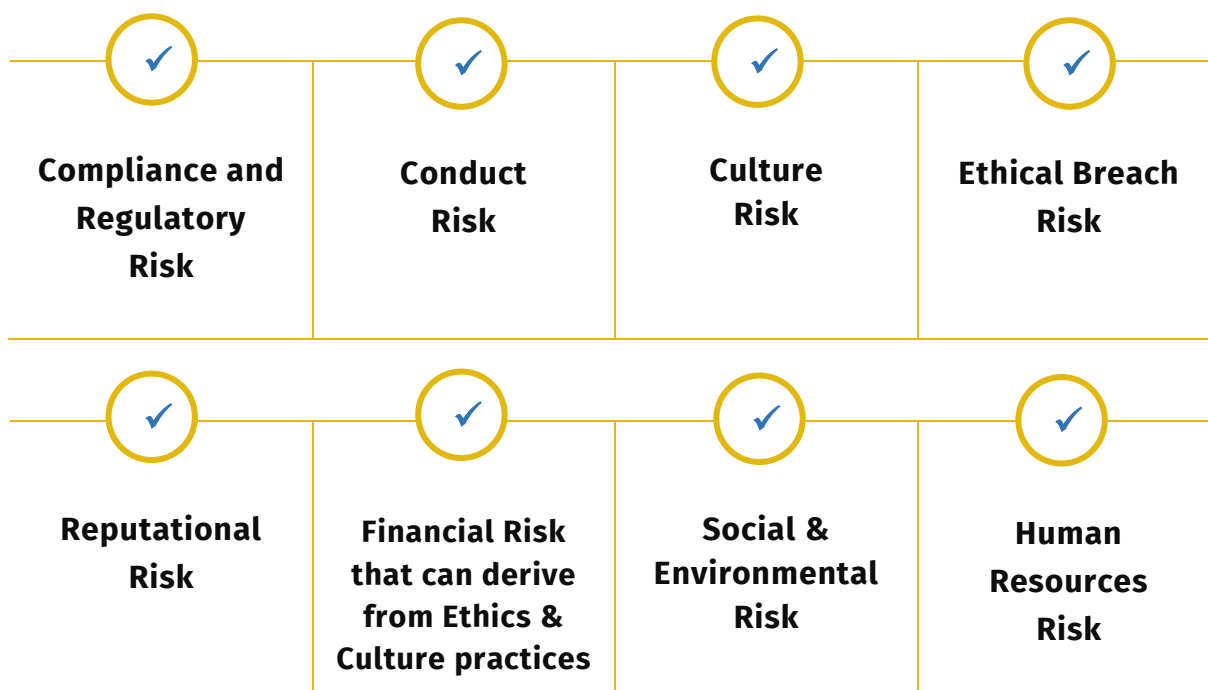 Compliance and
Regulatory
Risk
Conduct
Risk
Culture
Risk
Ethical Breach
Risk
Reputational
Risk
Financial Risk
that can derive
from Ethics &
Culture practices
Social &
Environmental
Risk
Human
Resources
Risk